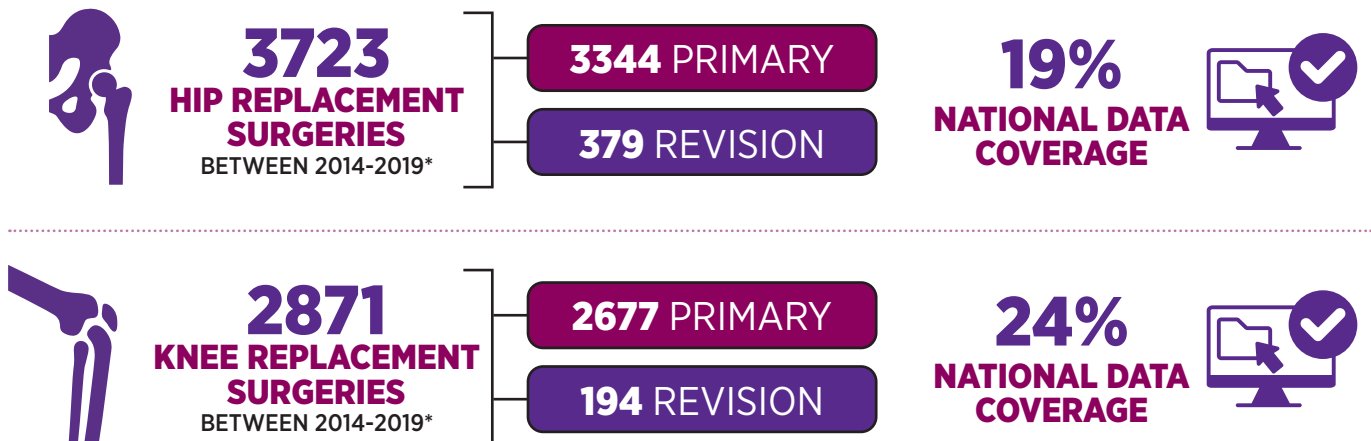 3723
HIP REPLACEMENT
SURGERIES
BETWEEN 2014-2019*
3344 PRIMARY
379 REVISION
19%
NATIONAL DATA
COVERAGE
2871
KNEE REPLACEMENT
SURGERIES
BETWEEN 2014-2019*
2677 PRIMARY
194 REVISION
24%
NATIONAL DATA
COVERAGE